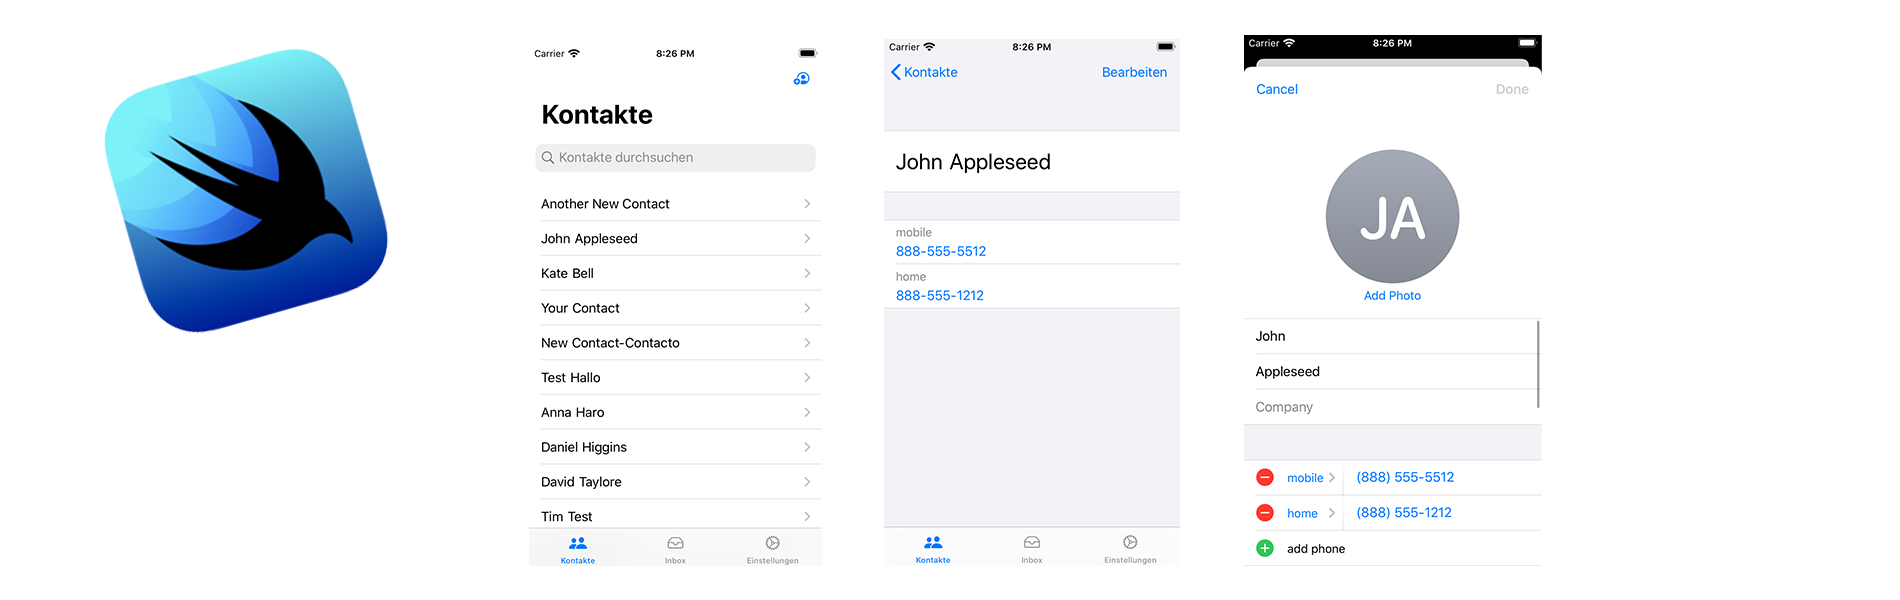 Carrier 8:26 PM
Kontakte
Kontakte durchsuchen
Another New Contact
John Appleseed
Kate Bell
Your Contact
New Contact-Contacto
Test Hallo
Anna Haro
Daniel Higgins
David Taylore
Tim Test
Kontakte Inbox Einstellungen
Carrier 8:26 PM
Kontakte Bearbeiten
John Appleseed
mobile
888-555-5512
home
888-555-1212
Kontakte Inbox Einstellungen
Carrier 8:26 PM
Cancel Done
JA
Add Photo
John
Appleseed
Company
mobile (888) 555-5512
home (888) 555-1212
add phone